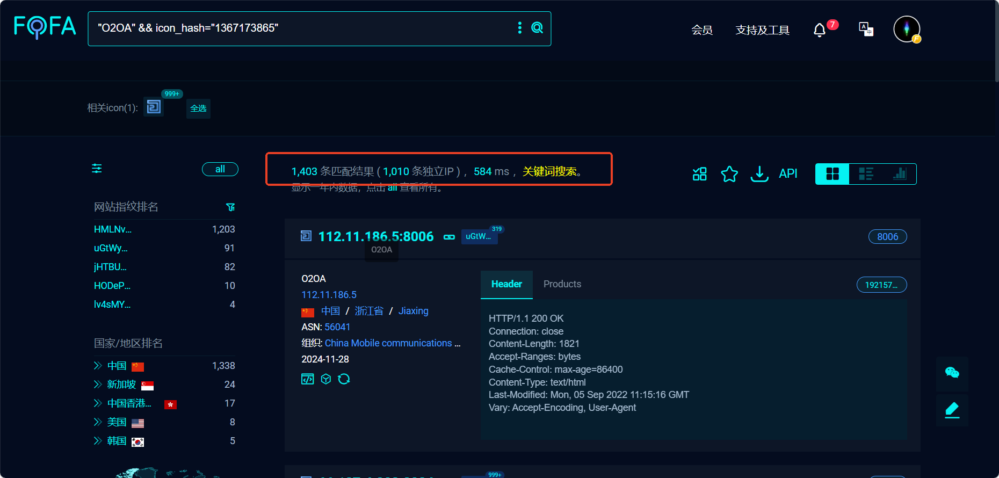 FOFA
"O2OA" && icon_hash="1367173865"
会员
支持及工具
7
A
中
F
相关icon(1):
999+
全选
all
1,403 条匹配结果 ( 1,010 条独立IP ) , 584 ms , 关键词搜索。
显示一年内数据，点击 all 查看所有。
API
网站指纹排名
HMLNv... 1,203
uGtWy... 91
jHTBU... 82
HODeP... 10
lv4sMY... 4
国家/地区排名
中国 1,338
新加坡 24
中国香港... 17
美国 8
韩国 5
112.11.186.5:8006
uGtW...
319
8006
O2OA
O2OA
112.11.186.5
中国 / 浙江省 / Jiaxing
ASN: 56041
组织: China Mobile communications ...
2024-11-28
Header
Products
192157...
HTTP/1.1 200 OK
Connection: close
Content-Length: 1821
Accept-Ranges: bytes
Cache-Control: max-age=86400
Content-Type: text/html
Last-Modified: Mon, 05 Sep 2022 11:15:16 GMT
Vary: Accept-Encoding, User-Agent
999+